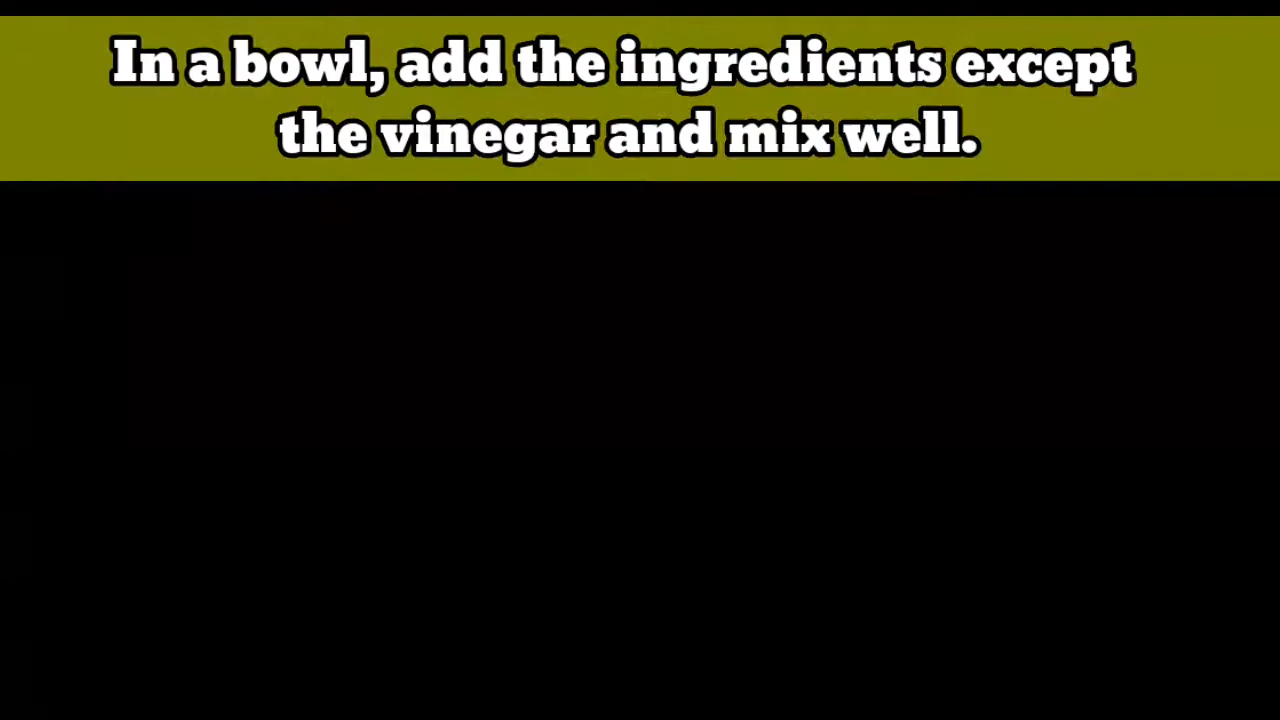 In a bowl, add the ingredients except
the vinegar and mix well.